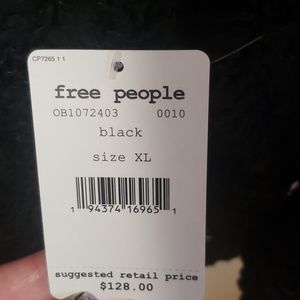 CP7265 1 1
free people
OB1072403 0010
black
size XL
1 94374 16965 1
suggested retail price
$128.00